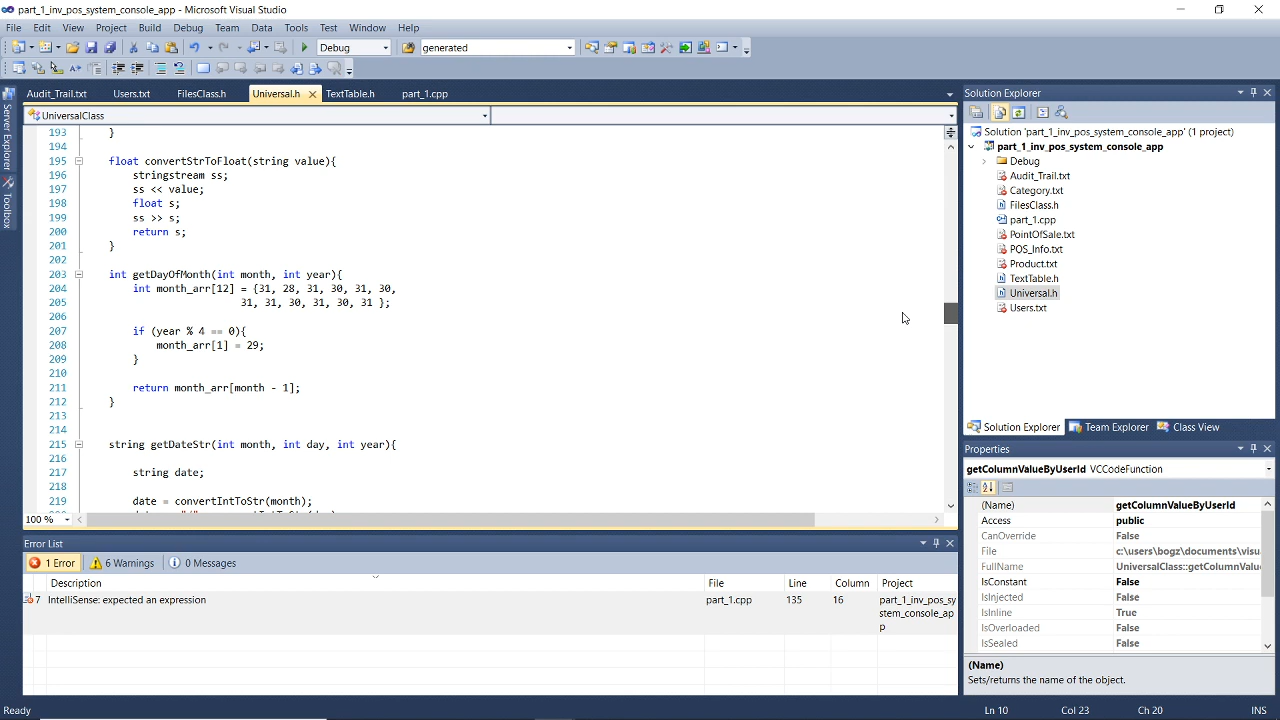 part_1_inv_pos_system_console_app - Microsoft Visual Studio
File Edit View Project Build Debug Team Data Tools Test Window Help
Debug generated
Audit_Trail.txt Users.txt FilesClass.h Universal.h TextTable.h part_1.cpp
UniversalClass
Server Explorer
Toolbox
193 }
194
195 float convertStrToFloat(string value){
196 stringstream ss;
197 ss << value;
198 float s;
199 ss >> s;
200 return s;
201 }
202
203 int getDayOfMonth(int month, int year){
204 int month_arr[12] = {31, 28, 31, 30, 31, 30,
205 31, 31, 30, 31, 30, 31 };
206
207 if (year % 4 == 0){
208 month_arr[1] = 29;
209 }
210
211 return month_arr[month - 1];
212 }
213
214
215 string getDateStr(int month, int day, int year){
216
217 string date;
218
219 date = convertIntToStr(month);
100 %
Solution Explorer
Solution 'part_1_inv_pos_system_console_app' (1 project)
part_1_inv_pos_system_console_app
Debug
Audit_Trail.txt
Category.txt
FilesClass.h
part_1.cpp
PointOfSale.txt
POS_Info.txt
Product.txt
TextTable.h
Universal.h
Users.txt
Solution Explorer Team Explorer Class View
Properties
getColumnValueByUserId VCCodeFunction
(Name) getColumnValueByUserId
Access public
CanOverride False
File c:\users\bogz\documents\visu
FullName UniversalClass::getColumnValu
IsConstant False
IsInjected False
IsInline True
IsOverloaded False
IsSealed False
(Name)
Sets/returns the name of the object.
Error List
1 Error 6 Warnings 0 Messages
Description File Line Column Project
7 IntelliSense: expected an expression part_1.cpp 135 16 part_1_inv_pos_sy
stem_console_ap
p
Ready Ln 10 Col 23 Ch 20 INS